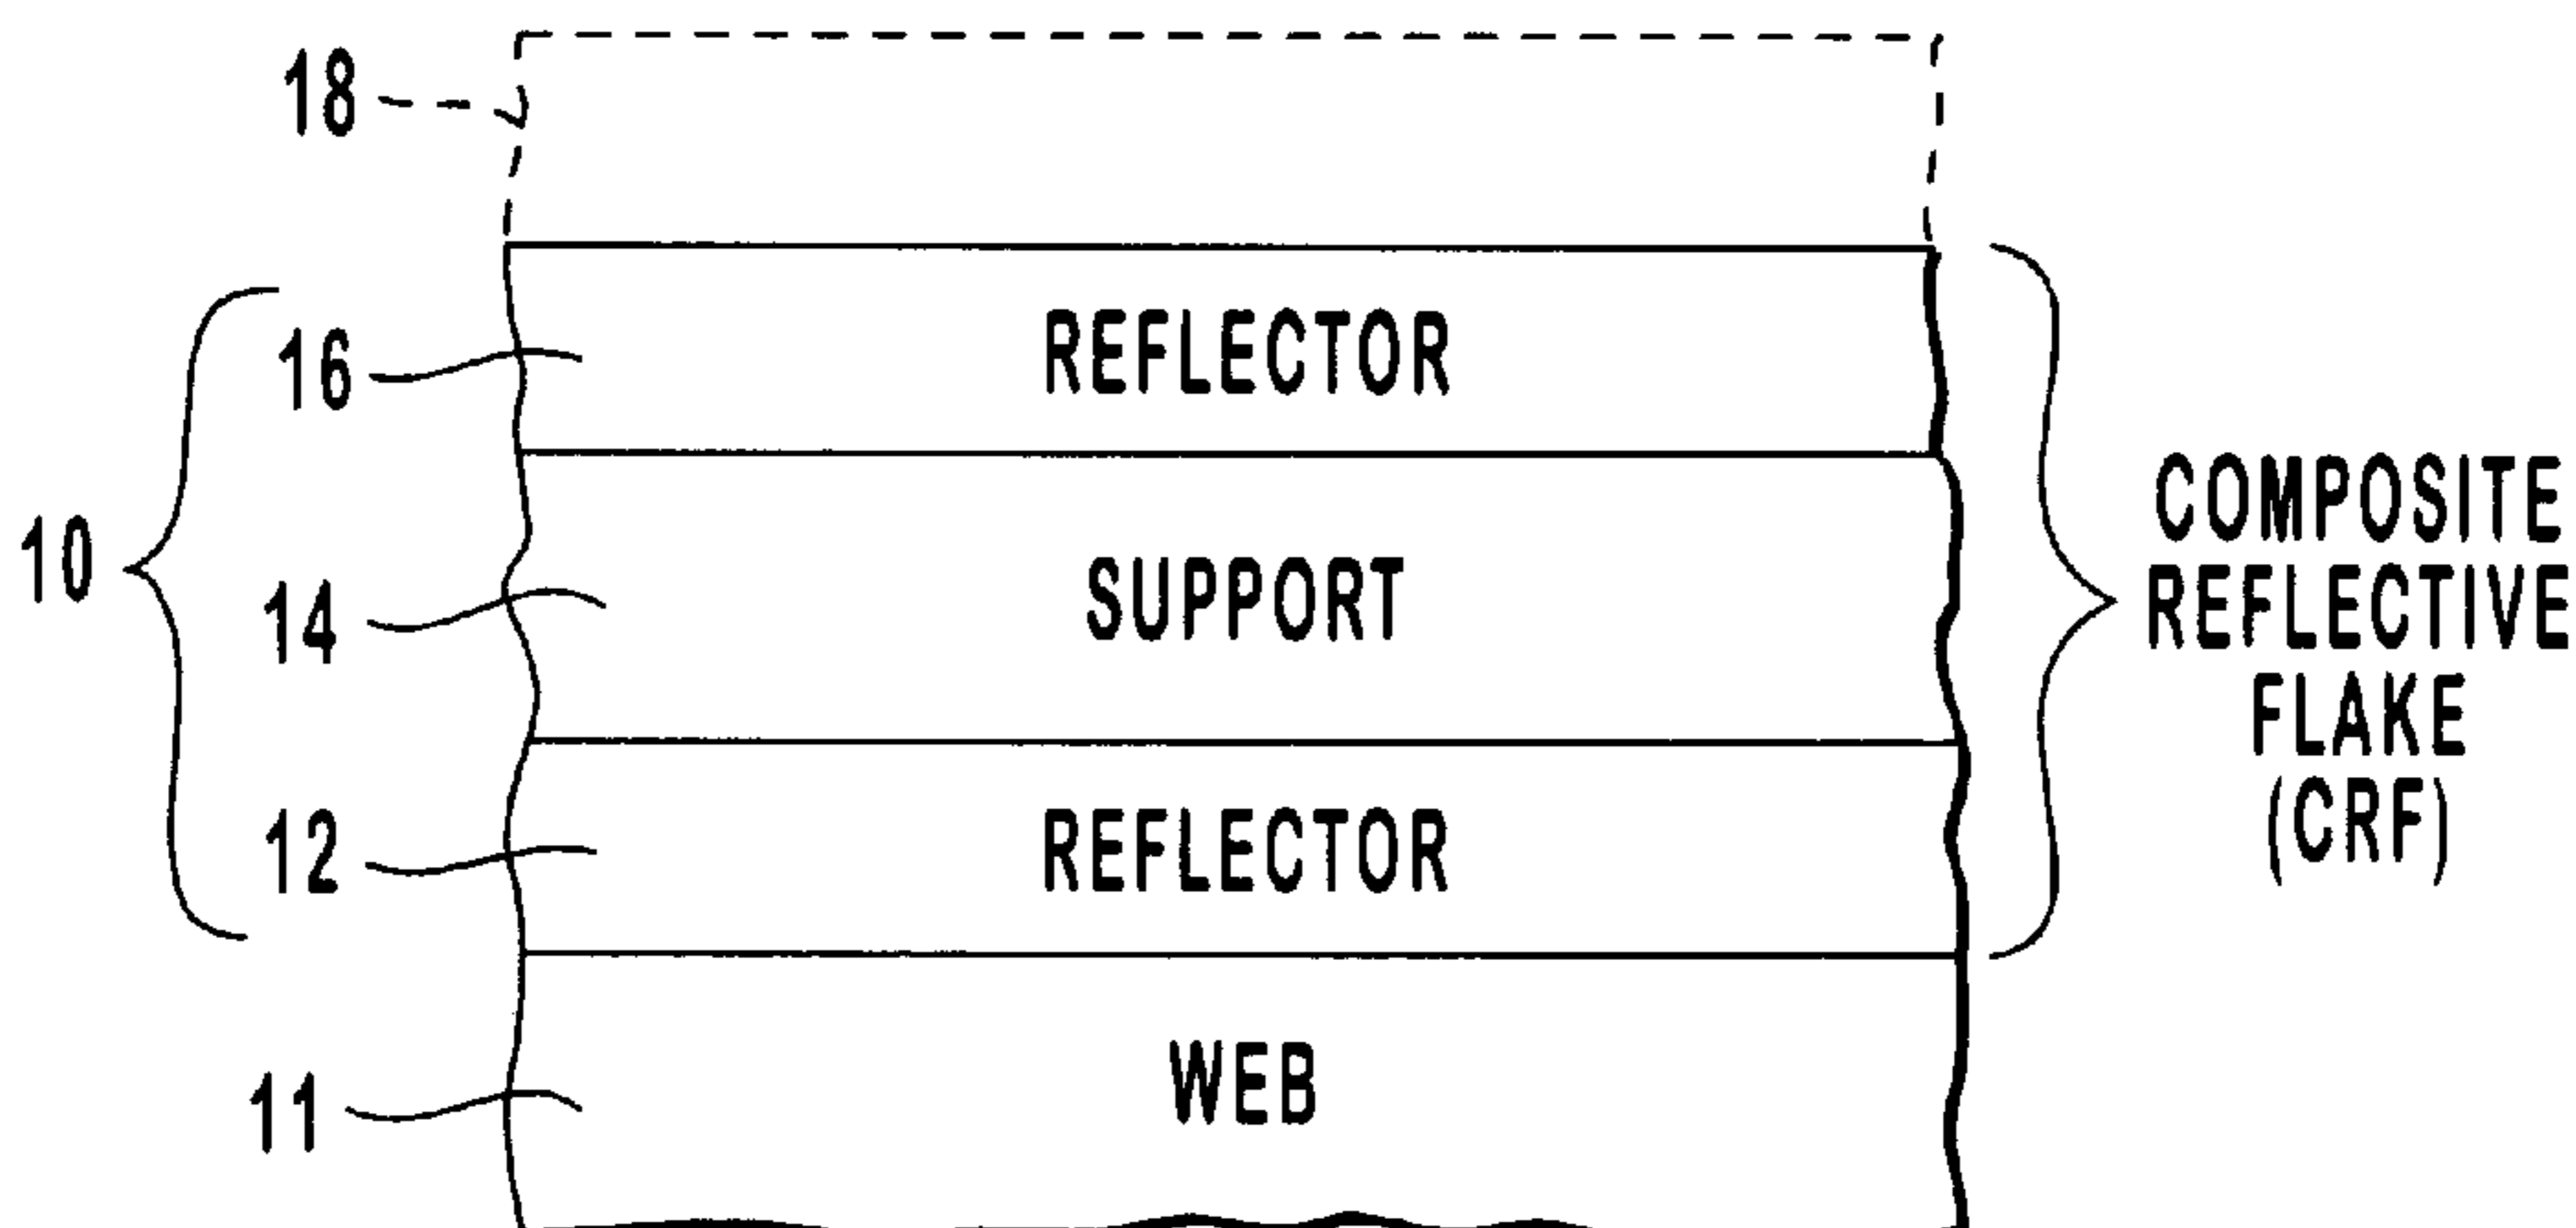 18
16 REFLECTOR
10
14 SUPPORT
12 REFLECTOR
11 WEB
COMPOSITE
REFLECTIVE
FLAKE
(CRF)